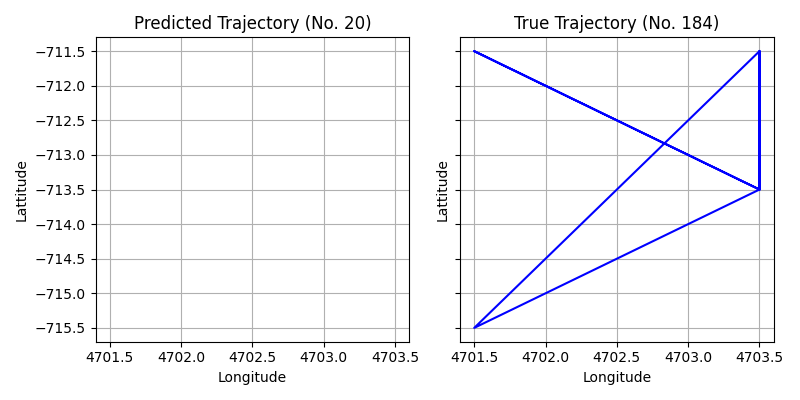 Predicted Trajectory (No. 20)
True Trajectory (No. 184)
−711.5
−712.0
−712.5
−713.0
−713.5
−714.0
−714.5
−715.0
−715.5
Lattitude
Lattitude
4701.5 4702.0 4702.5 4703.0 4703.5
4701.5 4702.0 4702.5 4703.0 4703.5
Longitude
Longitude